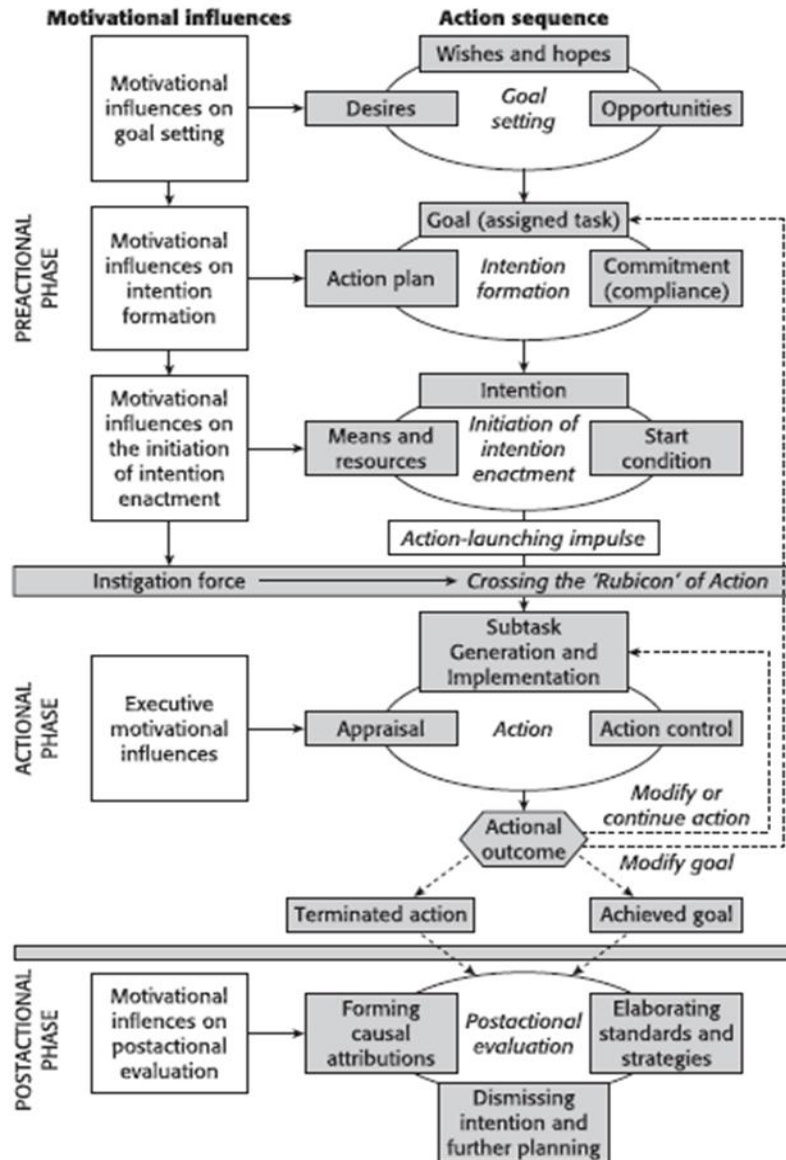 Motivational influences
Action sequence
PREACTIONAL
PHASE
Motivational
influences on
goal setting
Wishes and hopes
Desires
Goal
setting
Opportunities
Motivational
influences on
intention
formation
Goal (assigned task)
Action plan
Intention
formation
Commitment
(compliance)
Motivational
influences on
the initiation
of intention
enactment
Intention
Means and
resources
Initiation of
intention
enactment
Start
condition
Action-launching impulse
Instigation force
Crossing the 'Rubicon' of Action
ACTIONAL
PHASE
Executive
motivational
influences
Subtask
Generation and
Implementation
Appraisal
Action
Action control
Actional
outcome
Modify or
continue action
Modify goal
Terminated action
Achieved goal
POSTACTIONAL
PHASE
Motivational
inflences on
postactional
evaluation
Forming
causal
attributions
Postactional
evaluation
Elaborating
standards and
strategies
Dismissing
intention and
further planning